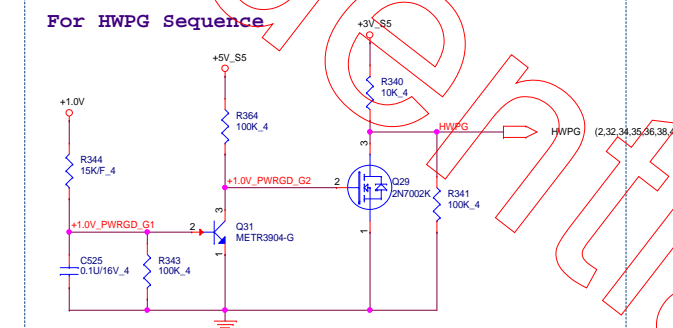 For HWPG Sequence
+3V_S5
+5V_S5
+1.0V
R340
10K_4
R364
100K_4
HWPG
HWPG
(2,32,34,35,36,38,4
3
R344
15K/F_4
+1.0V_PWRGD_G2
2
Q29
2N7002K
R341
100K_4
3
+1.0V_PWRGD_G1
2
Q31
METR3904-G
1
1
C525
0.1U/16V_4
R343
100K_4